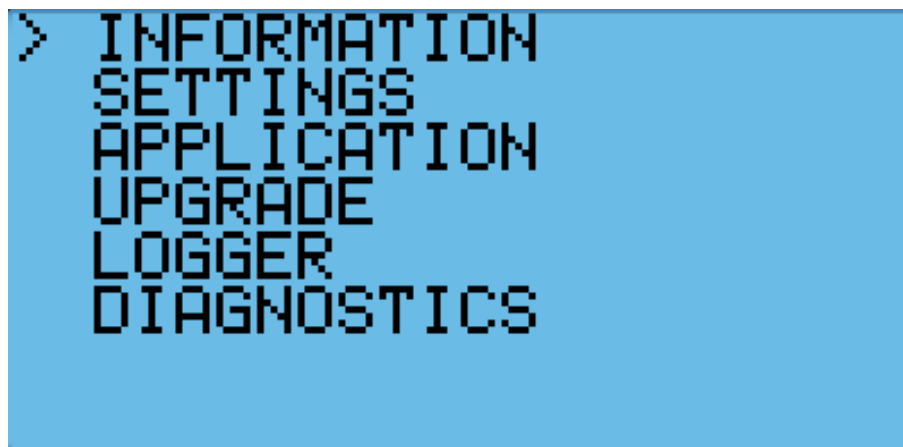 > INFORMATION
SETTINGS
APPLICATION
UPGRADE
LOGGER
DIAGNOSTICS